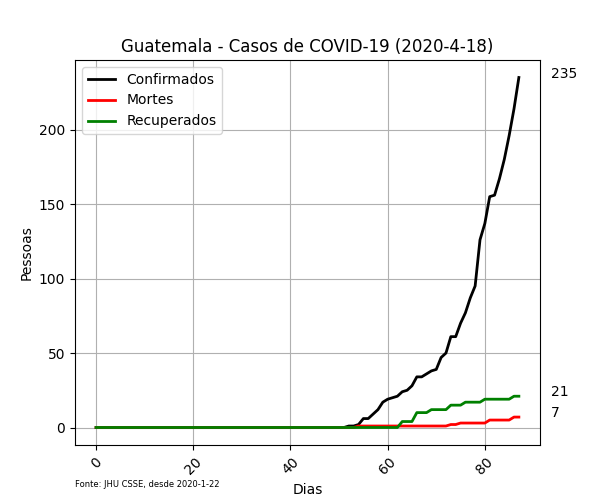 Guatemala - Casos de COVID-19 (2020-4-18)
Confirmados
Mortes
Recuperados
235
21
7
Pessoas
200
150
100
50
0
0
20
40
60
80
Dias
Fonte: JHU CSSE, desde 2020-1-22